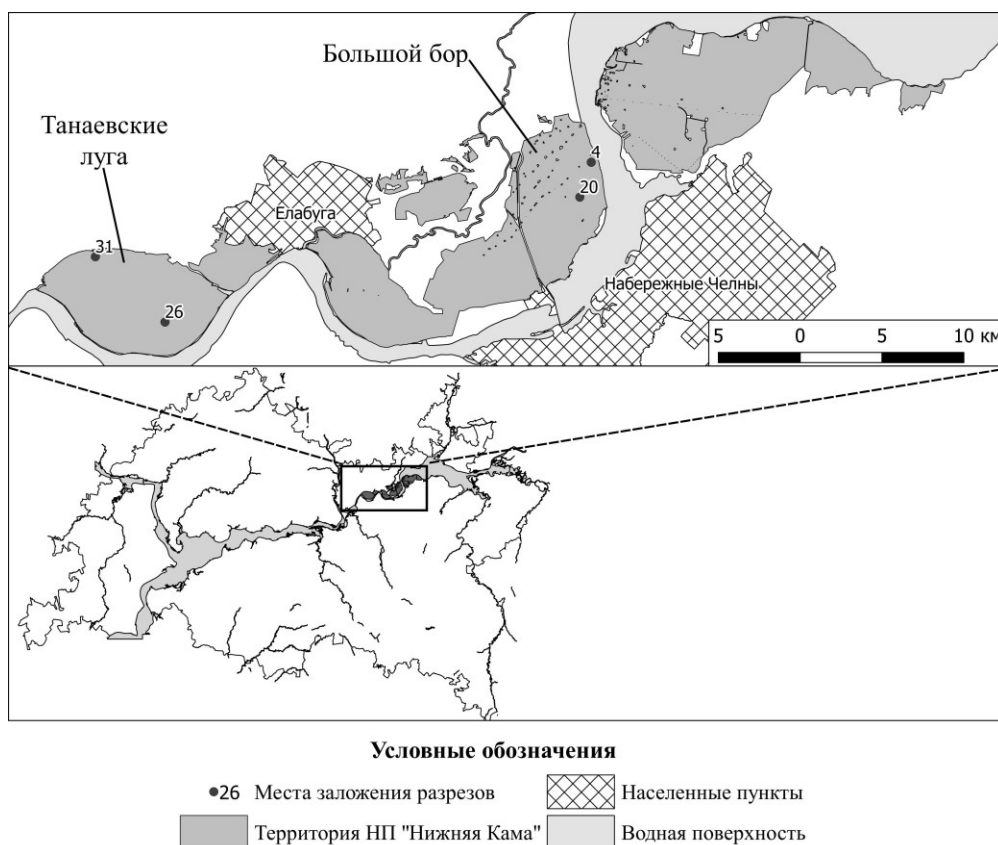 Большой бор
Танаевские
луга
4
20
Елабуга
31
26
Набережные Челны
5 0 5 10 км
Условные обозначения
26 Места заложения разрезов
Населенные пункты
Территория НП "Нижняя Кама"
Водная поверхность